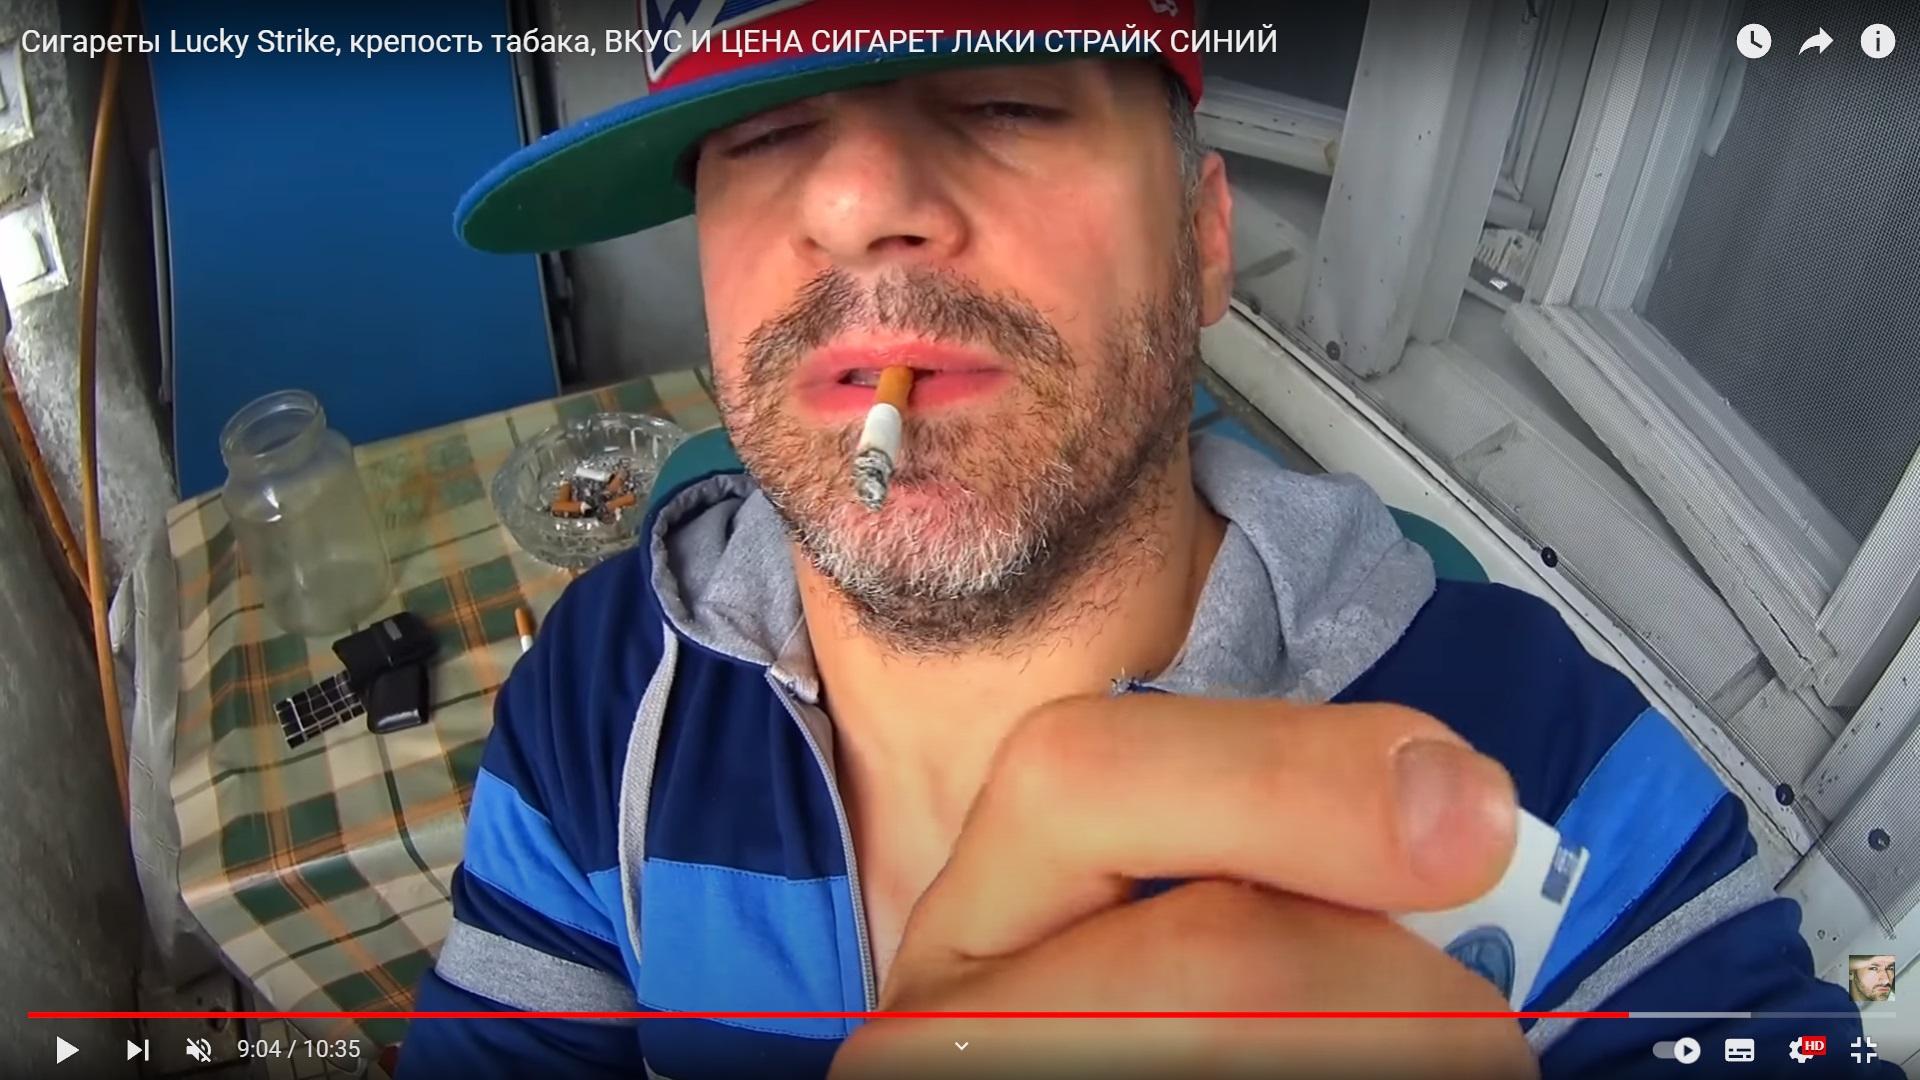 Сигареты Lucky Strike, крепость табака, ВКУС И ЦЕНА СИГАРЕТ ЛАКИ СТРАЙК СИНИЙ
9:04 / 10:35
HD